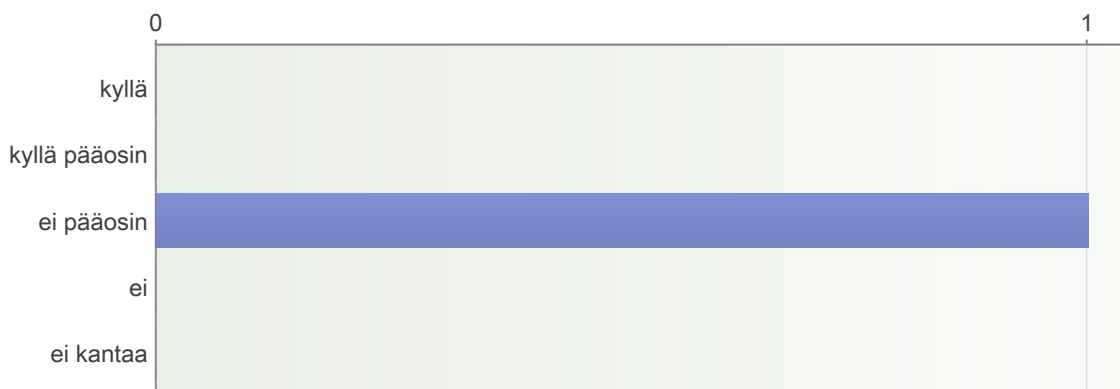 0 1
kyllä
kyllä pääosin
ei pääosin
ei
ei kantaa